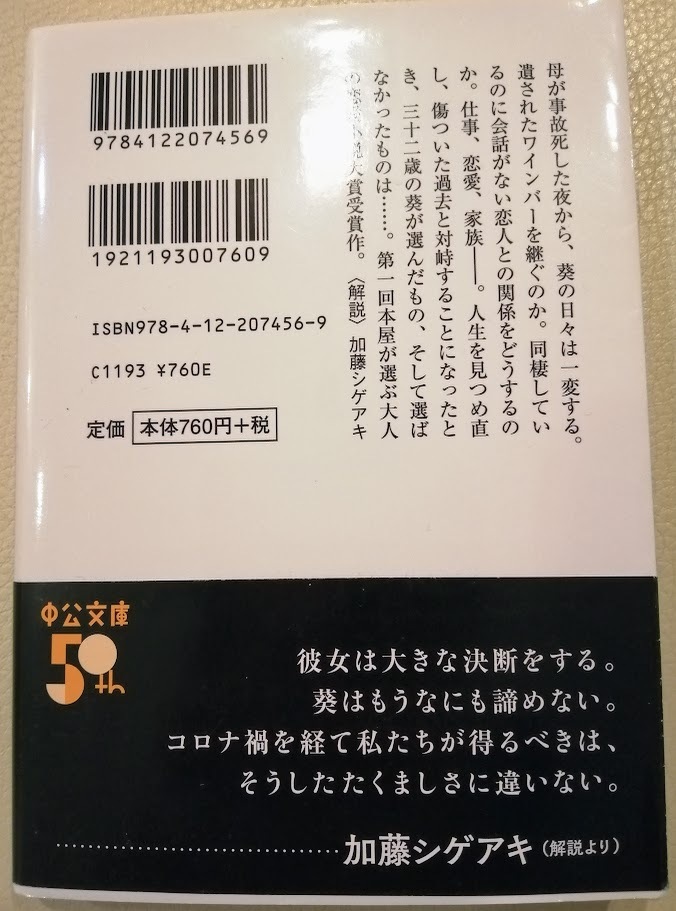 母が事故死した夜から、葵の日々は一変する。
遺されたワインバーを継ぐのか。同棲してい
るのに会話がない恋人との関係をどうするの
か。仕事、恋愛、家族──。人生を見つめ直
し、傷ついた過去と対峙することになったと
き、三十二歳の葵が選んだもの、そして選ば
なかったものは……。第一回本屋が選ぶ大人
の恋愛小説大賞受賞作。〈解説〉加藤シゲアキ
9784122074569
1921193007609
ISBN978-4-12-207456-9
C1193 ¥760E
定価 本体760円+税
中公文庫
50th
彼女は大きな決断をする。
葵はもうなにも諦めない。
コロナ禍を経て私たちが得るべきは、
そうしたたくましさに違いない。
加藤シゲアキ(解説より)